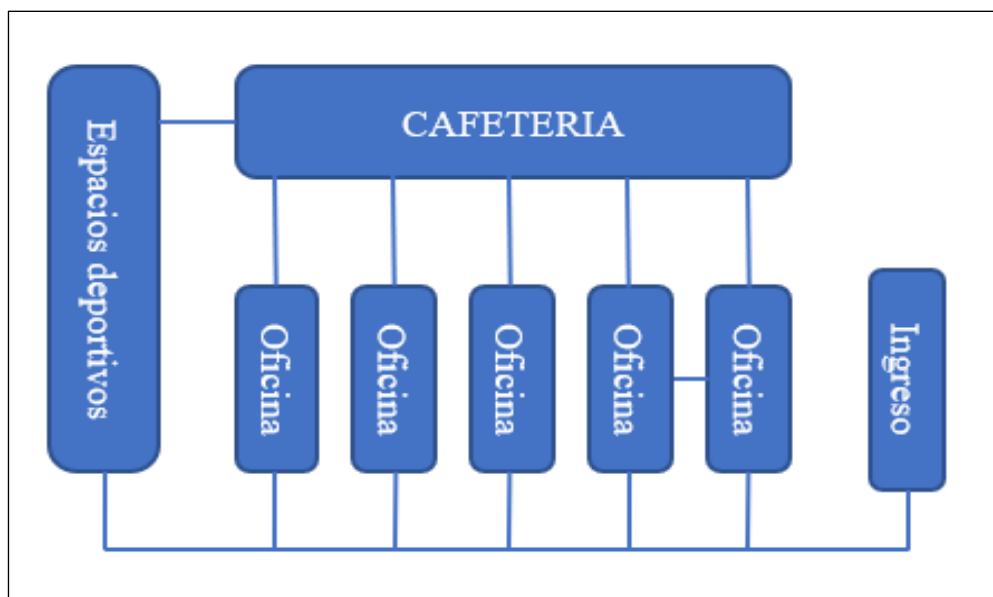 Espacios deportivos
CAFETERIA
Oficina
Oficina
Oficina
Oficina
Oficina
Ingreso